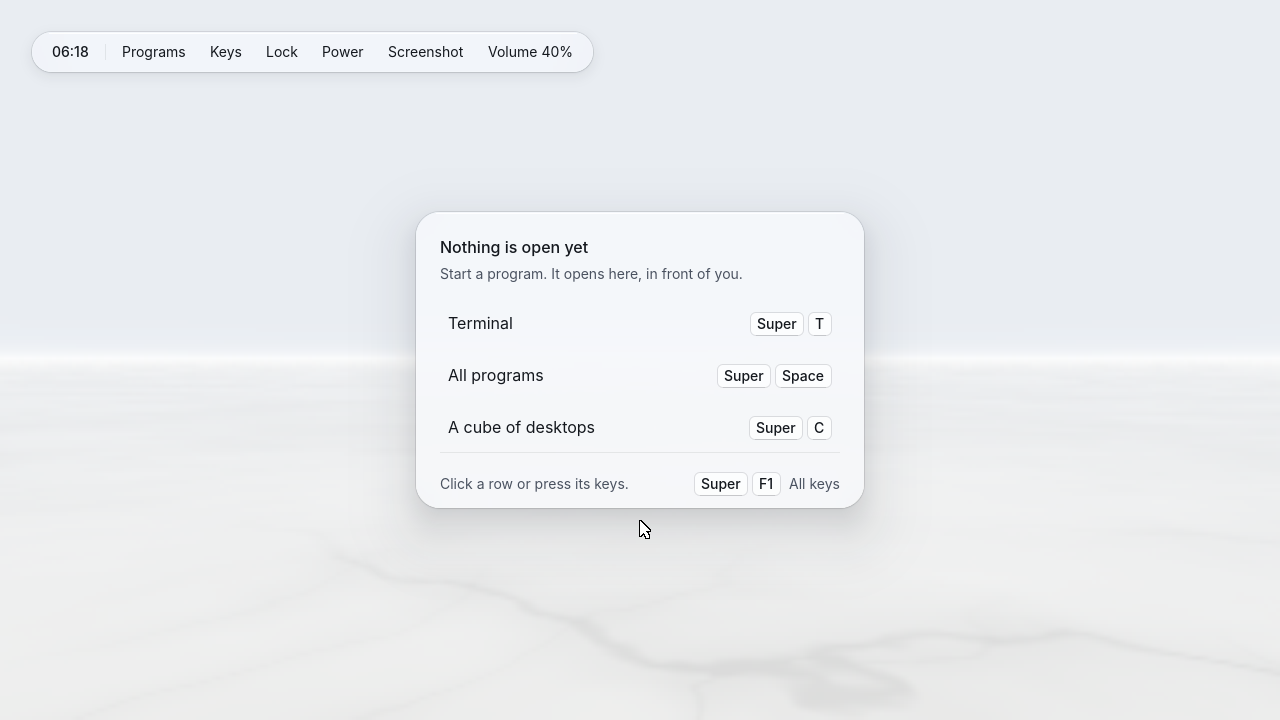 06:18 Programs Keys Lock Power Screenshot Volume 40%
Nothing is open yet
Start a program. It opens here, in front of you.
Terminal Super T
All programs Super Space
A cube of desktops Super C
Click a row or press its keys. Super F1 All keys